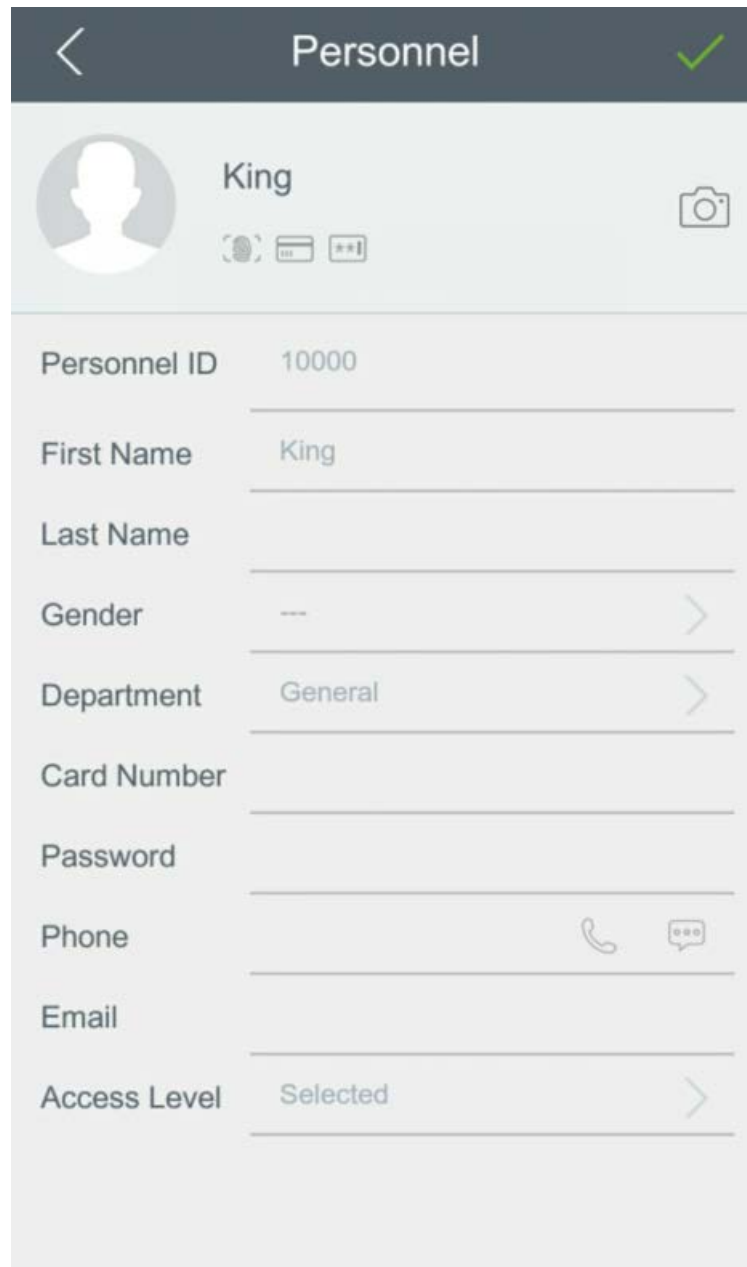 Personnel
King
Personnel ID 10000
First Name King
Last Name
Gender ---
Department General
Card Number
Password
Phone
Email
Access Level Selected